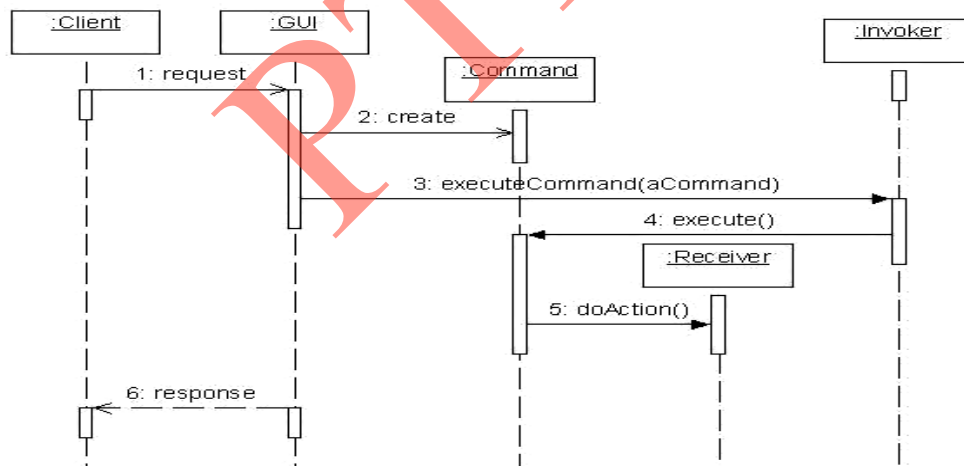 :Client
:GUI
:Invoker
1: request
:Command
2: create
3: executeCommand(aCommand)
4: execute()
:Receiver
5: doAction()
6: response